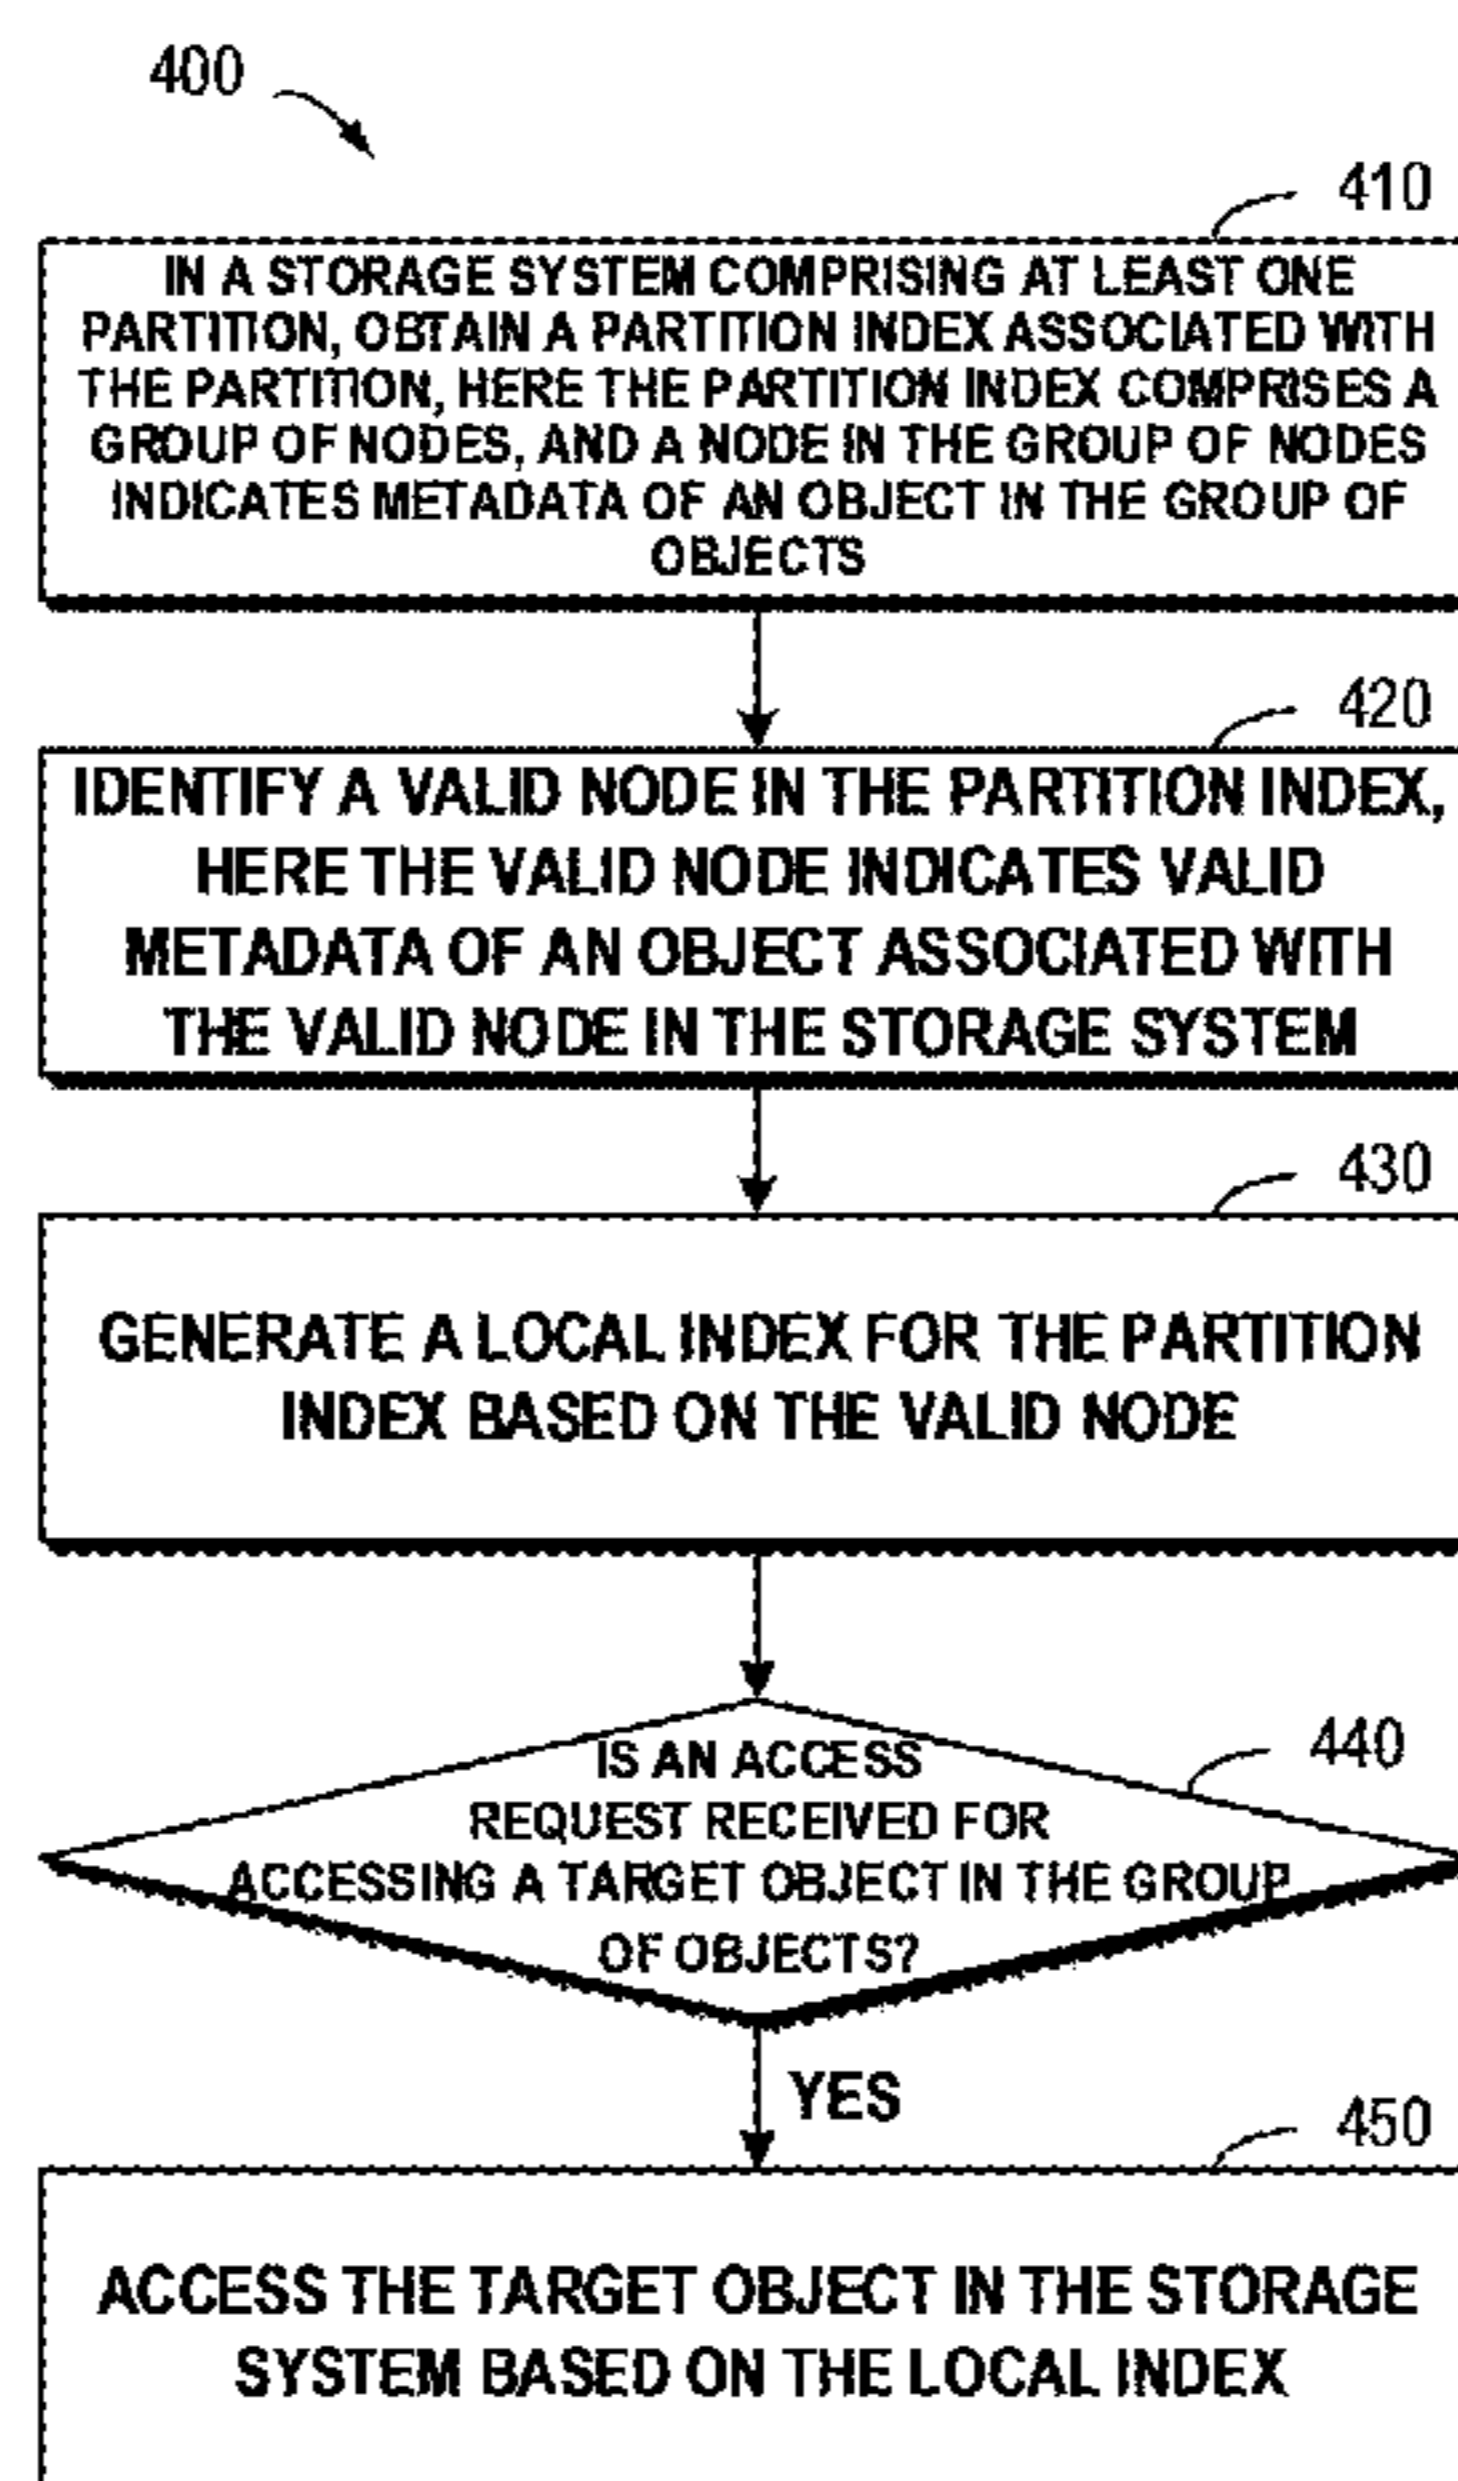 400
410
IN A STORAGE SYSTEM COMPRISING AT LEAST ONE
PARTITION, OBTAIN A PARTITION INDEX ASSOCIATED WITH
THE PARTITION, HERE THE PARTITION INDEX COMPRISES A
GROUP OF NODES, AND A NODE IN THE GROUP OF NODES
INDICATES METADATA OF AN OBJECT IN THE GROUP OF
OBJECTS
420
IDENTIFY A VALID NODE IN THE PARTITION INDEX,
HERE THE VALID NODE INDICATES VALID
METADATA OF AN OBJECT ASSOCIATED WITH
THE VALID NODE IN THE STORAGE SYSTEM
430
GENERATE A LOCAL INDEX FOR THE PARTITION
INDEX BASED ON THE VALID NODE
440
IS AN ACCESS
REQUEST RECEIVED FOR
ACCESSING A TARGET OBJECT IN THE GROUP
OF OBJECTS?
YES
450
ACCESS THE TARGET OBJECT IN THE STORAGE
SYSTEM BASED ON THE LOCAL INDEX